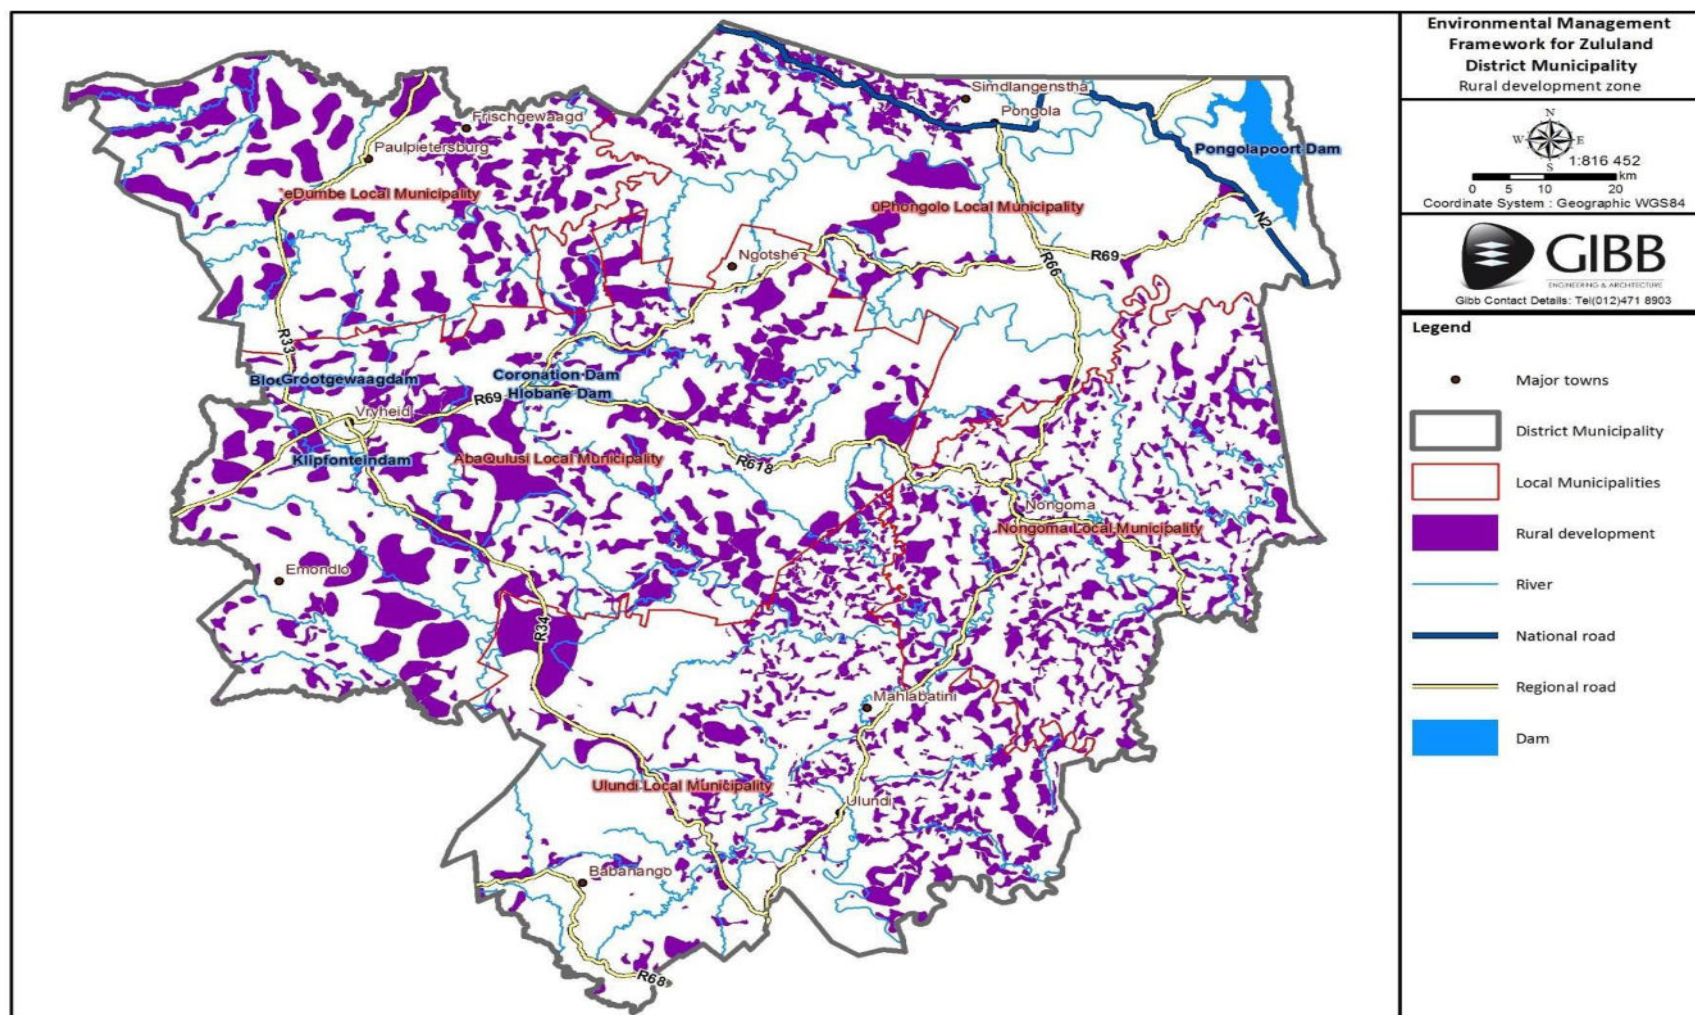 Environmental Management
Framework for Zululand
District Municipality
Rural development zone
N
W E
S
1:816 452
0 5 10 20
km
Coordinate System : Geographic WGS84
GIBB
ENGINEERING & ARCHITECTURE
Gibb Contact Details: Tel(012)471 8903
Legend
Major towns
District Municipality
Local Municipalities
Rural development
River
National road
Regional road
Dam
Simdlangenstha
Pongola
Frischgewaagd
Paulpietersburg
Pongolapoort Dam
eDumbe Local Municipality
uPhongolo Local Municipality
N2
Ngotshe
R69
R66
R33
Coronation Dam
Grootgewaagdam
Hlobane Dam
R69
Vryheid
Klipfonteindam
AbaQulusi Local Municipality
R618
Nongoma
Nongoma Local Municipality
Emondlo
R34
Mahlabatini
Ulundi Local Municipality
Ulundi
Babanango
R68